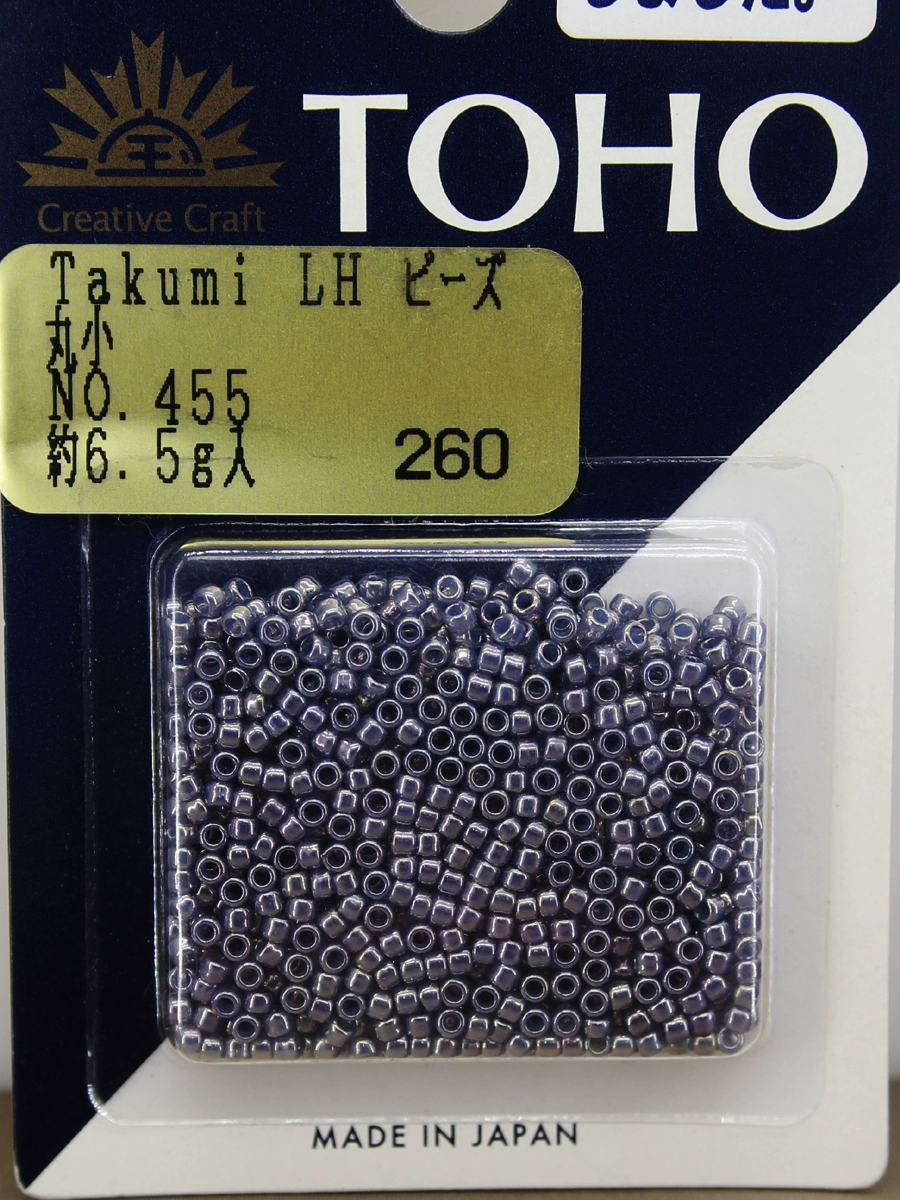 TOHO
玉
Creative Craft
Takumi LH ビーズ
丸小
NO. 455
約6.5g入 260
MADE IN JAPAN